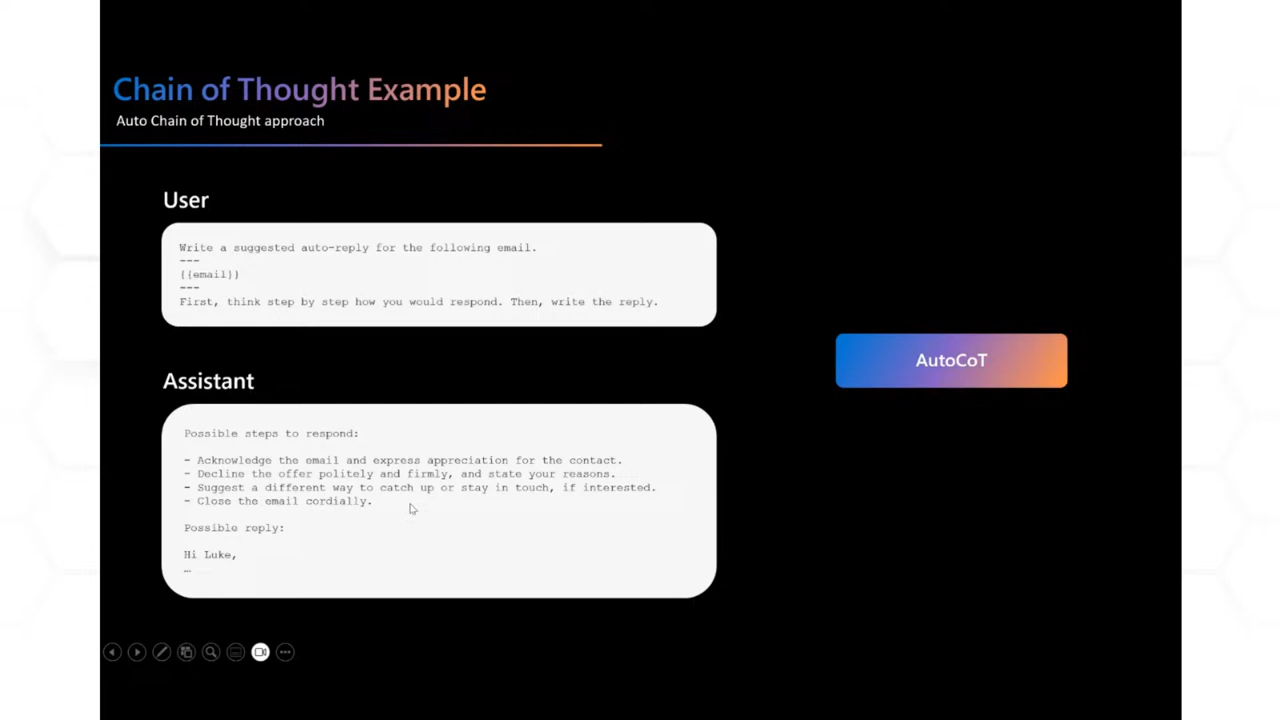 Chain of Thought Example
Auto Chain of Thought approach
User
Write a suggested auto-reply for the following email.
---
{{email}}
---
First, think step by step how you would respond. Then, write the reply.
AutoCoT
Assistant
Possible steps to respond:
- Acknowledge the email and express appreciation for the contact.
- Decline the offer politely and firmly, and state your reasons.
- Suggest a different way to catch up or stay in touch, if interested.
- Close the email cordially.
Possible reply:
Hi Luke,
…